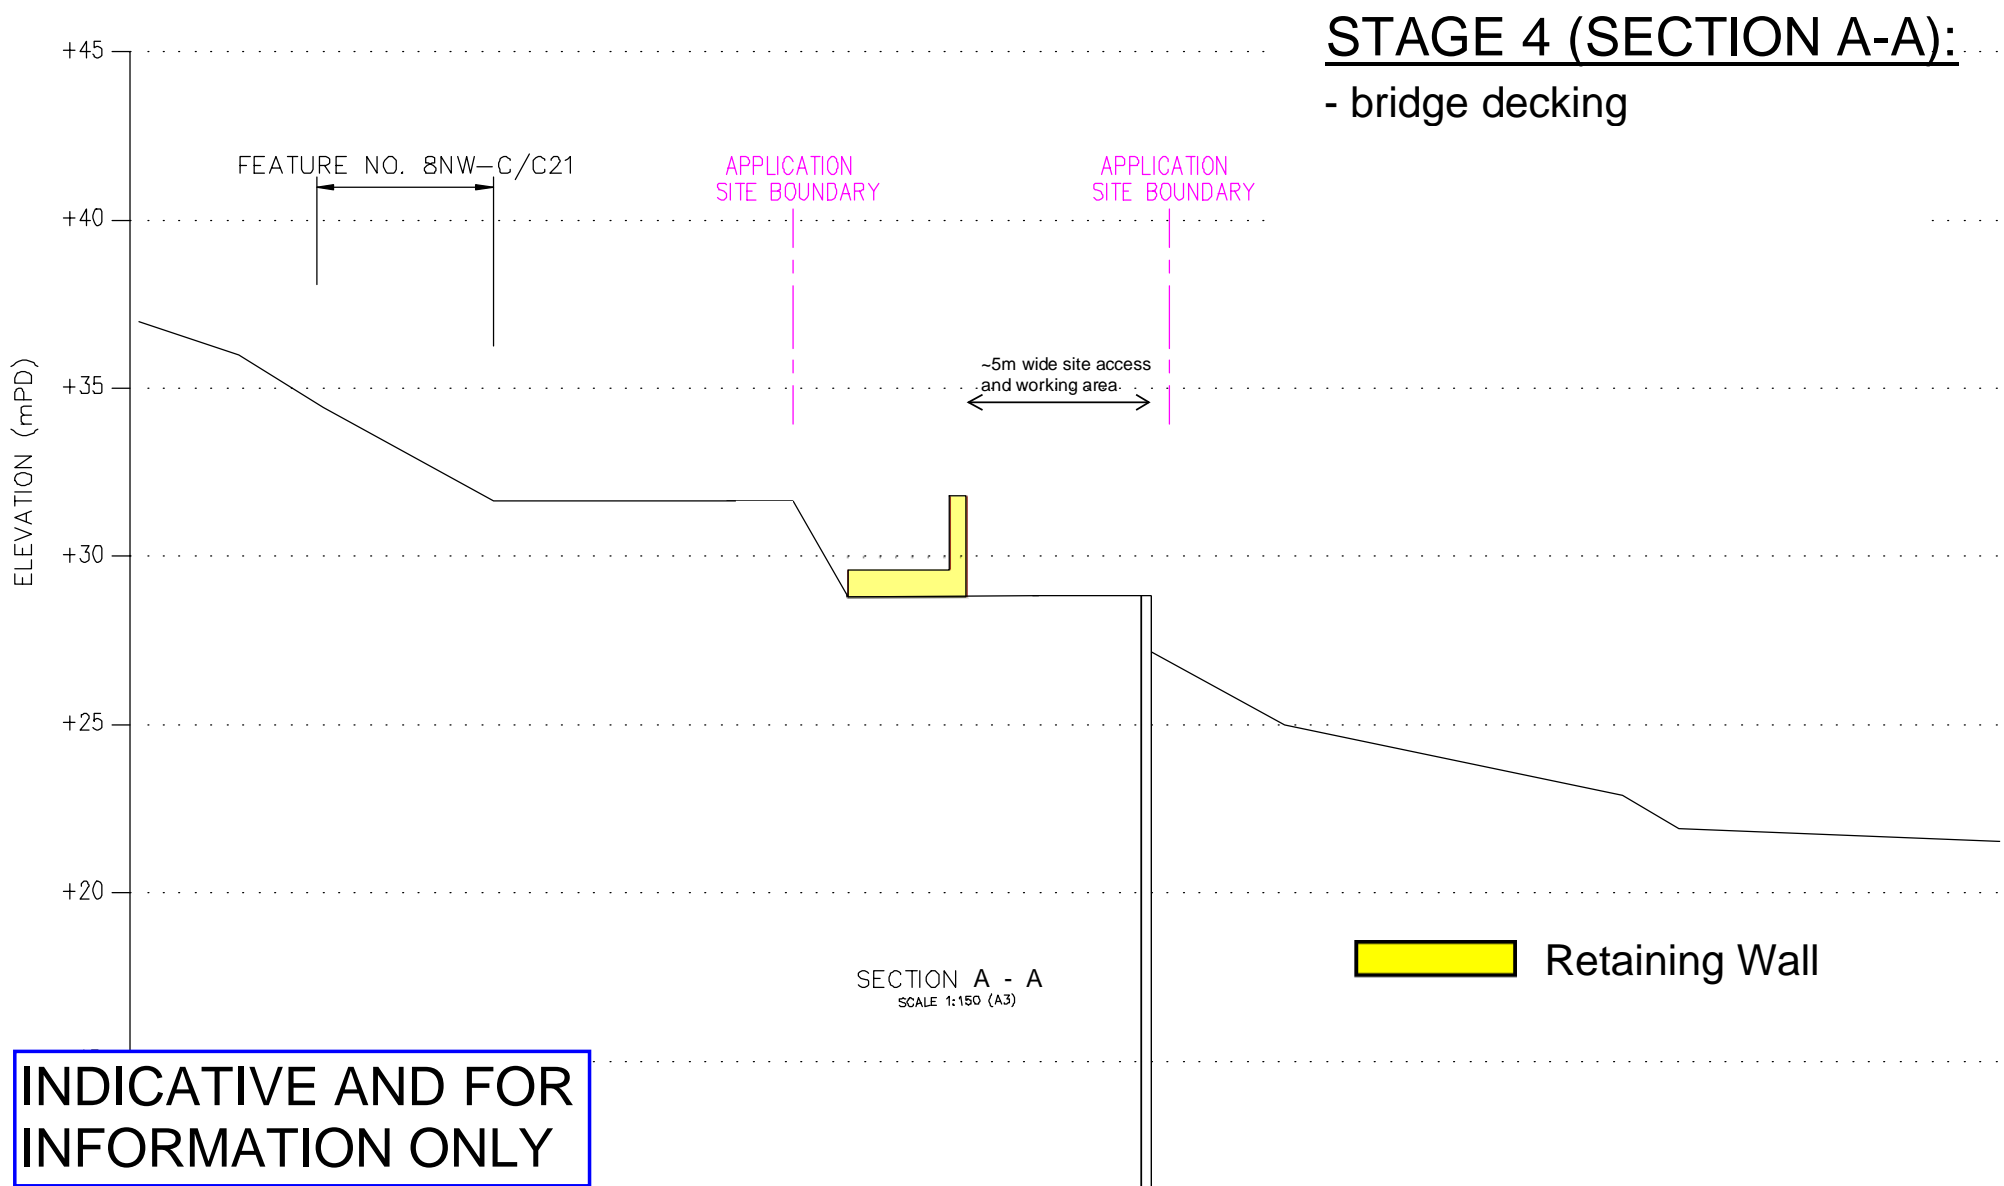 STAGE 4 (SECTION A-A):
- bridge decking
+45
FEATURE NO. 8NW-C/C21
APPLICATION
SITE BOUNDARY
APPLICATION
SITE BOUNDARY
+40
~5m wide site access
and working area
+35
ELEVATION (mPD)
+30
+25
+20
Retaining Wall
SECTION A - A
SCALE 1:150 (A3)
INDICATIVE AND FOR
INFORMATION ONLY